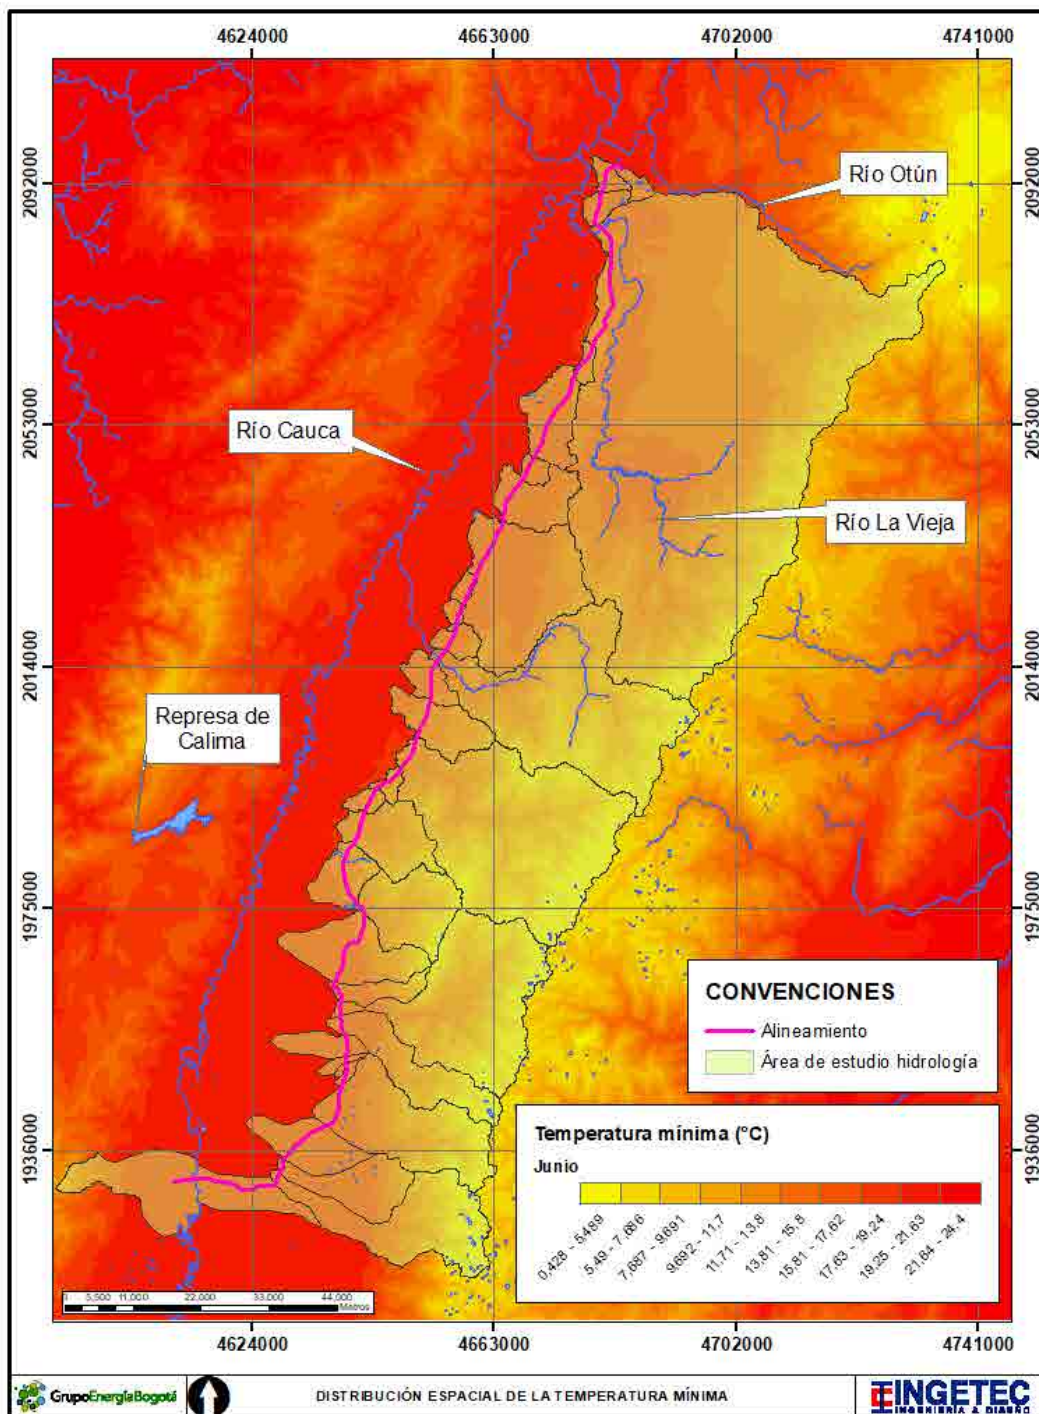 4624000 4663000 4702000 4741000
2092000 2092000
Río Otún
2053000 2053000
Río Cauca
Río La Vieja
2014000 2014000
Represa de
Calima
1975000 1975000
CONVENCIONES
Alineamiento
Área de estudio hidrología
1936000 1936000
Temperatura mínima (°C)
Junio
0,428 - 5,489
5,49 - 7,686
7,687 - 9,691
9,692 - 11,7
11,71 - 13,8
13,81 - 15,8
15,81 - 17,62
17,63 - 19,24
19,25 - 21,63
21,64 - 24,4
0 5,500 11,000 22,000 33,000 44,000
Metros
4624000 4663000 4702000 4741000
GrupoEnergíaBogotá
DISTRIBUCIÓN ESPACIAL DE LA TEMPERATURA MÍNIMA
INGETEC
INGENIERÍA & DISEÑO